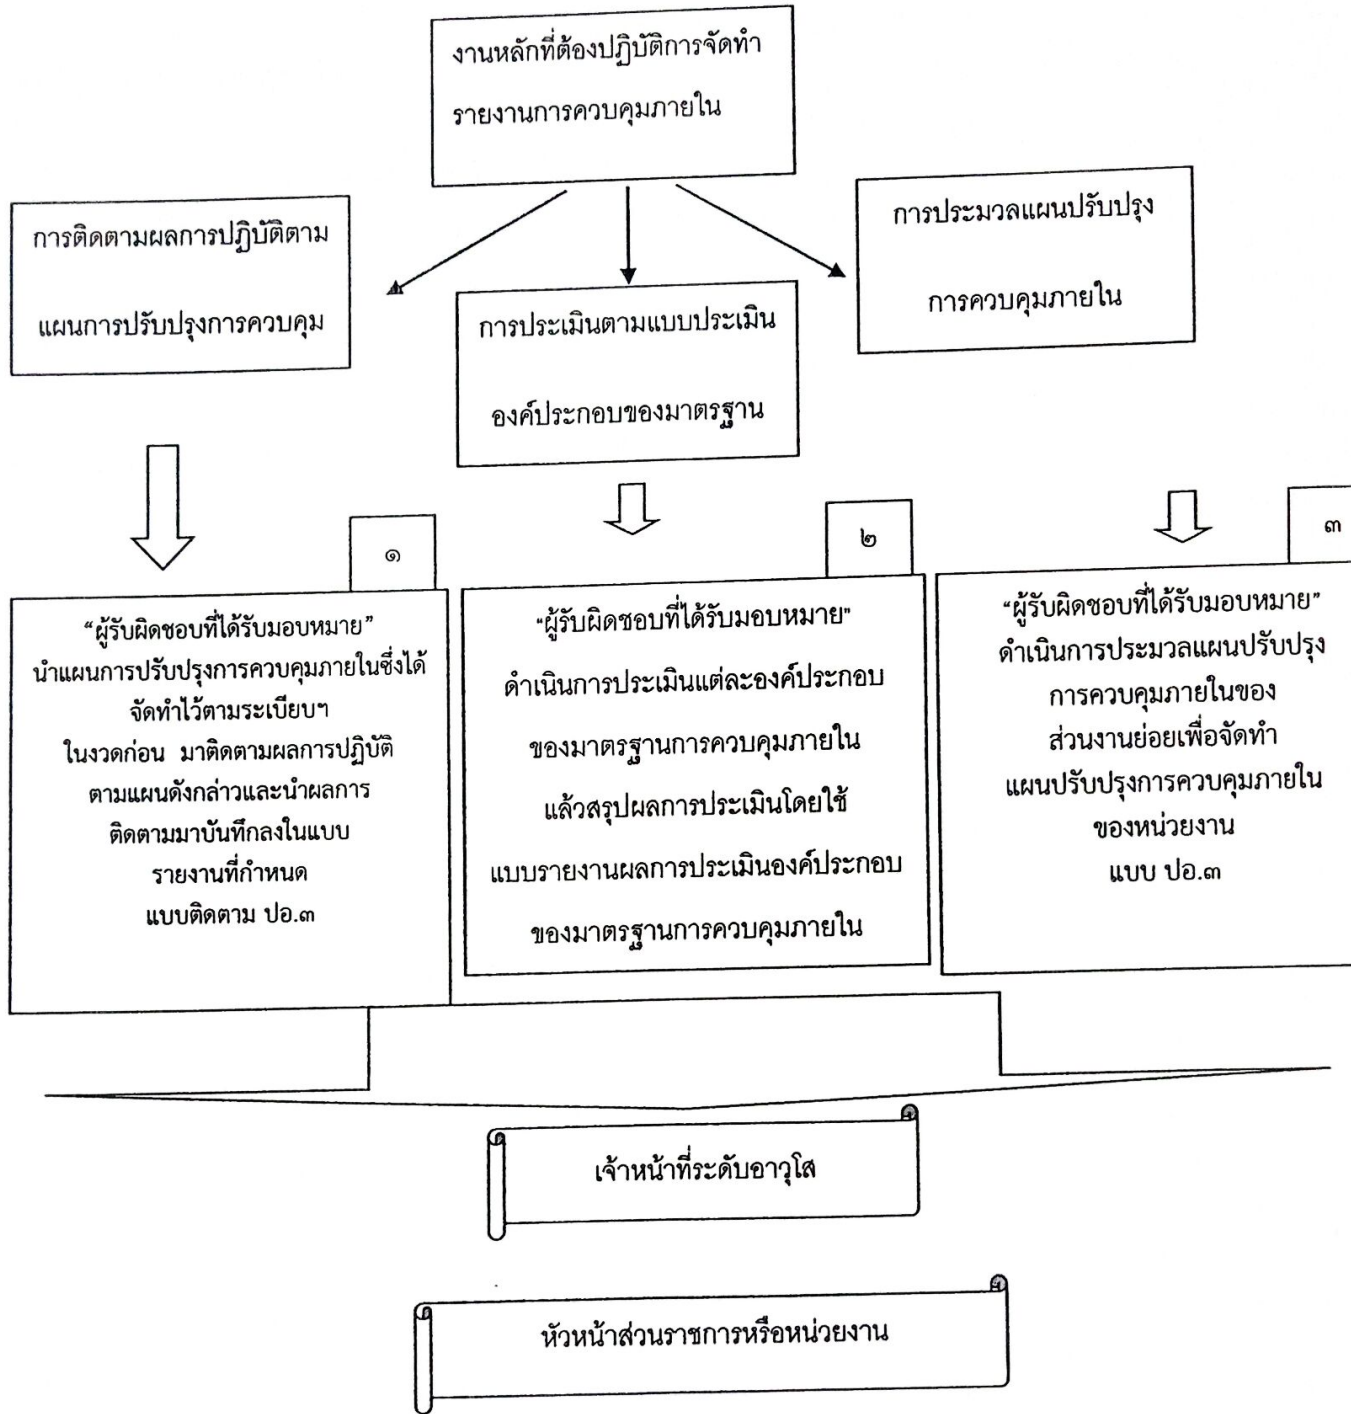 งานหลักที่ต้องปฏิบัติการจัดทำ
รายงานการควบคุมภายใน
การติดตามผลการปฏิบัติตาม
แผนการปรับปรุงการควบคุม
การประเมินตามแบบประเมิน
องค์ประกอบของมาตรฐาน
การประมวลแผนปรับปรุง
การควบคุมภายใน
๑
“ผู้รับผิดชอบที่ได้รับมอบหมาย”
นำแผนการปรับปรุงการควบคุมภายในซึ่งได้
จัดทำไว้ตามระเบียบฯ
ในงวดก่อน มาติดตามผลการปฏิบัติ
ตามแผนดังกล่าวและนำผลการ
ติดตามมาบันทึกลงในแบบ
รายงานที่กำหนด
แบบติดตาม ปอ.๓
๒
"ผู้รับผิดชอบที่ได้รับมอบหมาย"
ดำเนินการประเมินแต่ละองค์ประกอบ
ของมาตรฐานการควบคุมภายใน
แล้วสรุปผลการประเมินโดยใช้
แบบรายงานผลการประเมินองค์ประกอบ
ของมาตรฐานการควบคุมภายใน
๓
“ผู้รับผิดชอบที่ได้รับมอบหมาย”
ดำเนินการประมวลแผนปรับปรุง
การควบคุมภายในของ
ส่วนงานย่อยเพื่อจัดทำ
แผนปรับปรุงการควบคุมภายใน
ของหน่วยงาน
แบบ ปอ.๓
เจ้าหน้าที่ระดับอาวุโส
หัวหน้าส่วนราชการหรือหน่วยงาน